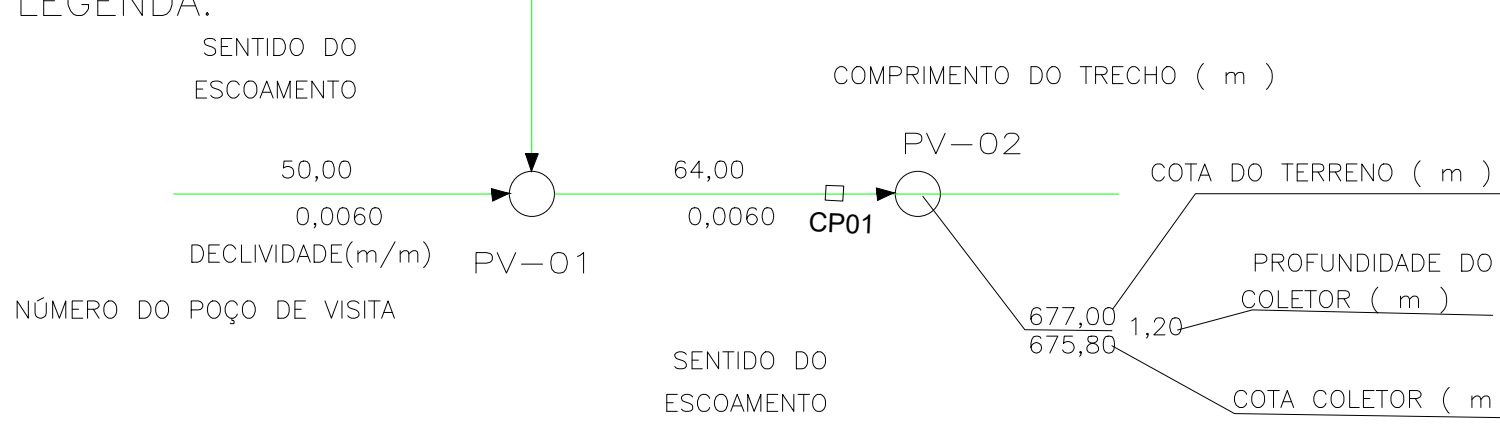 LEGENDA:
SENTIDO DO
ESCOAMENTO
COMPRIMENTO DO TRECHO ( m )
PV-02
50,00
64,00
COTA DO TERRENO ( m )
0,0060
0,0060
CP01
DECLIVIDADE(m/m)
PV-01
PROFUNDIDADE DO
COLETOR ( m )
NÚMERO DO POÇO DE VISITA
677,00
1,20
675,80
SENTIDO DO
ESCOAMENTO
COTA COLETOR ( m